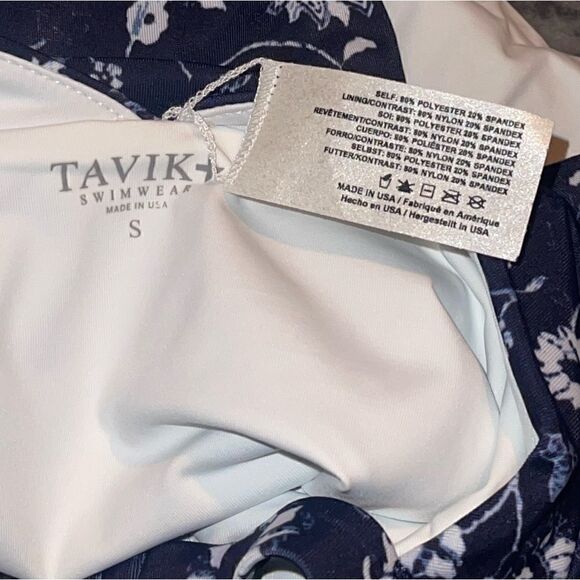 TAVIK
SWIMWEAR
MADE IN USA
S
SELF: 80% POLYESTER 20% SPANDEX
LINING/CONTRAST: 80% NYLON 20% SPANDEX
SOI: 80% POLYESTER 20% SPANDEX
REVÊTEMENT/CONTRAST: 80% NYLON 20% SPANDEX
CUERPO: 80% POLIÉSTER 20% SPANDEX
FORRO/CONTRASTE: 80% NYLON 20% SPANDEX
SELBST: 80% POLYESTER 20% SPANDEX
FUTTER/KONTRAST: 80% NYLON 20% SPANDEX
MADE IN USA / Fabriqué en Amérique
Hecho en USA / Hergestellt in USA